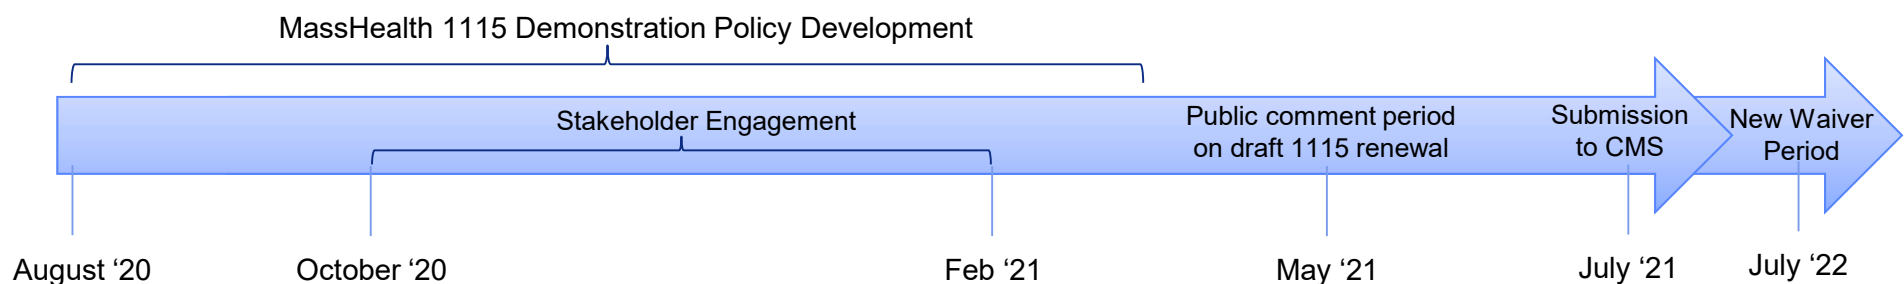 MassHealth 1115 Demonstration Policy Development
Stakeholder Engagement
Public comment period
on draft 1115 renewal
Submission
to CMS
New Waiver
Period
August ‘20
October ‘20
Feb ‘21
May ‘21
July ‘21
July ‘22